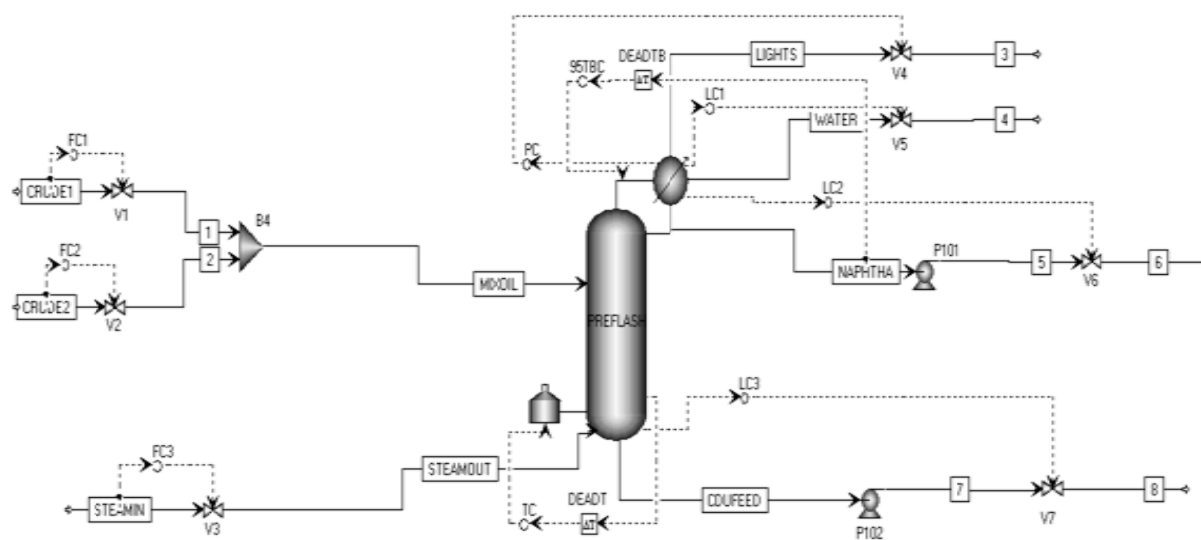 DEADTB
LIGHTS
3
V4
95TBC
ΔT
LC1
WATER
4
V5
PC
FC1
CRUDE1
V1
LC2
1
B4
2
FC2
CRUDE2
V2
MIXOIL
NAPHTHA
P101
5
6
V6
PREFLASH
LC3
FC3
STEAMIN
V3
STEAMOUT
TC
DEADT
ΔT
CDUFEED
P102
7
8
V7